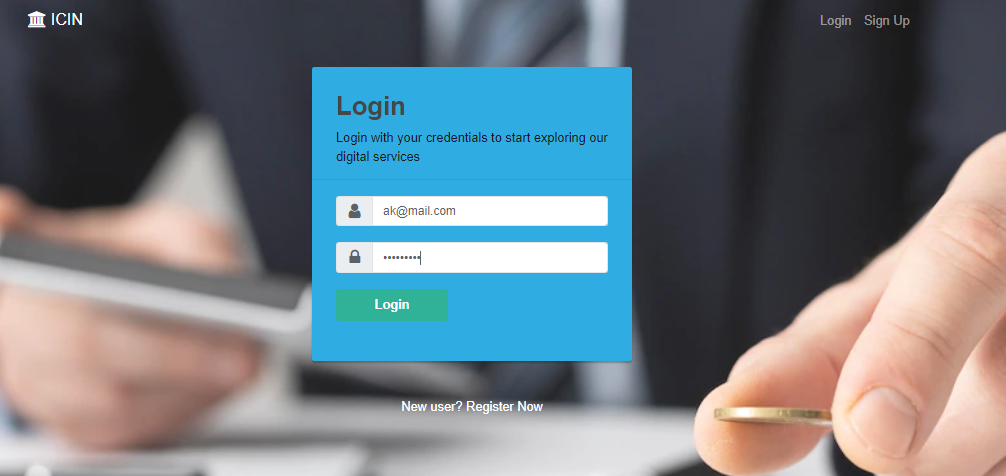 ICIN
Login Sign Up
Login
Login with your credentials to start exploring our
digital services
ak@mail.com
•••••••••
Login
New user? Register Now